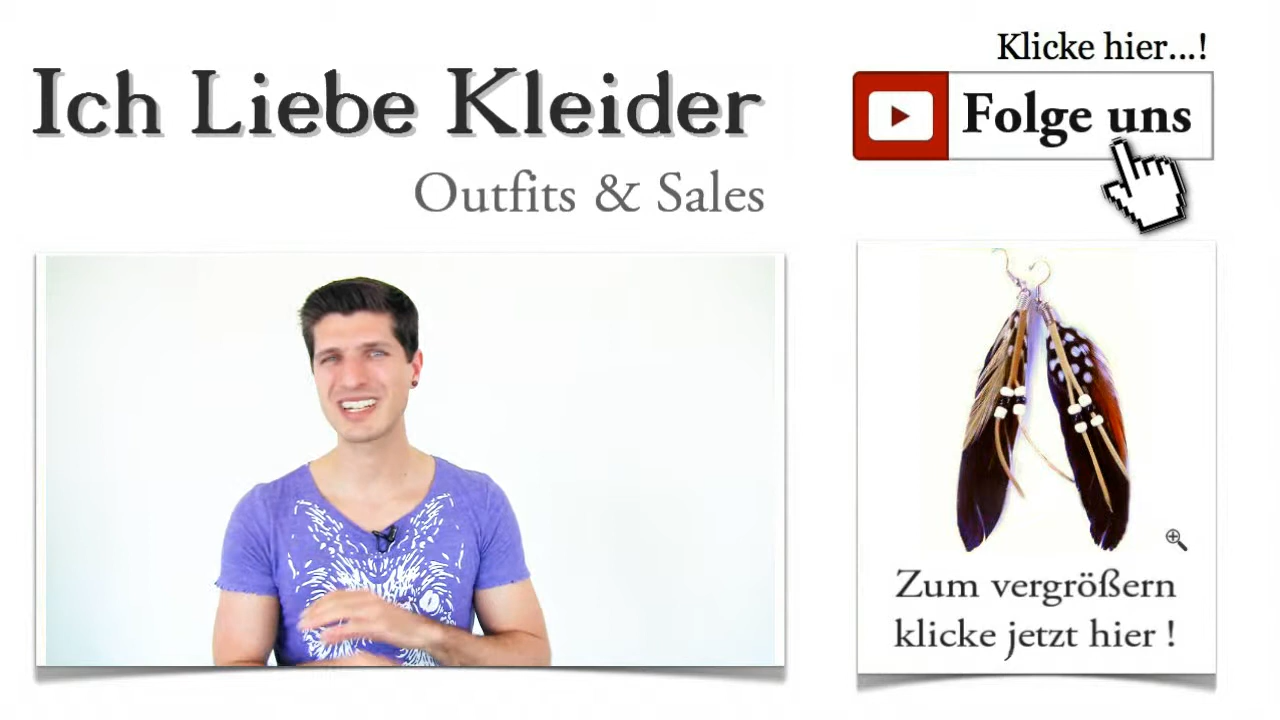 Ich Liebe Kleider
Outfits & Sales
Klicke hier...!
Folge uns
Zum vergrößern
klicke jetzt hier !